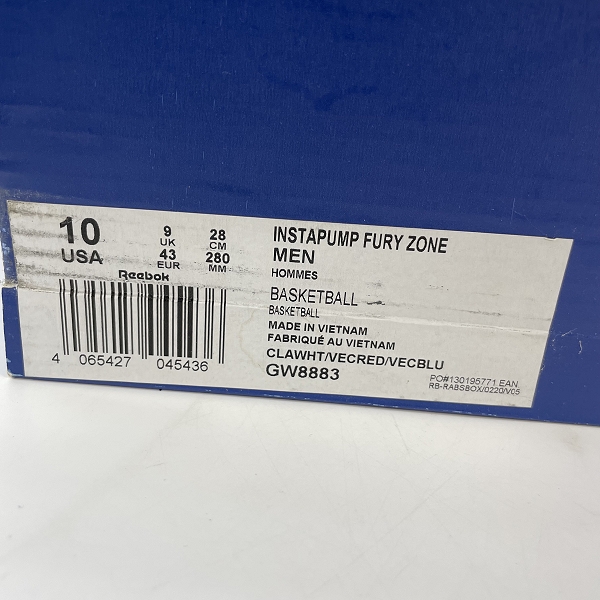 10
USA
9
UK
43
EUR
28
CM
280
MM
Reebok
4 065427 045436
INSTAPUMP FURY ZONE
MEN
HOMMES
BASKETBALL
BASKETBALL
MADE IN VIETNAM
FABRIQUÉ AU VIETNAM
CLAWHT/VECRED/VECBLU
GW8883
PO#130195771 EAN
RB-RABSBOX/0220/V05